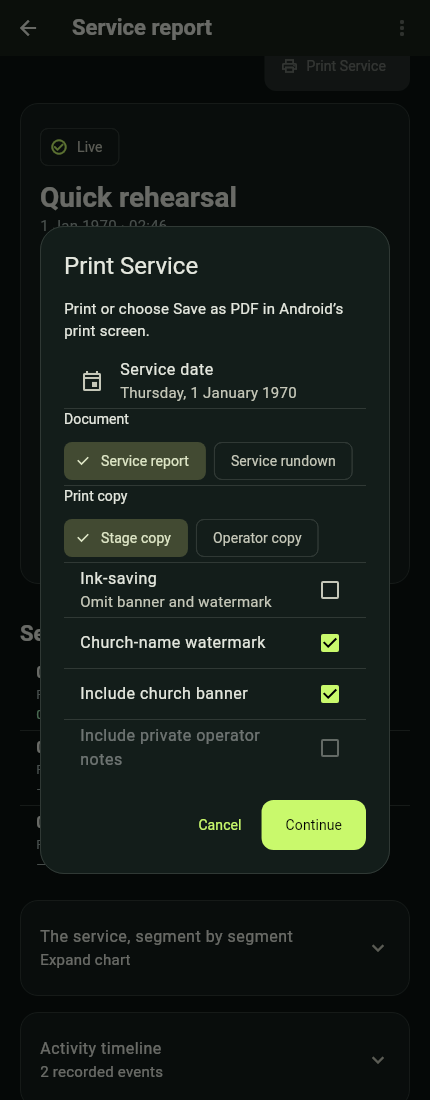 Service report
Print Service
Live
Quick rehearsal
1 Jan 1970 · 02:46
Print Service
Print or choose Save as PDF in Android’s
print screen.
Service date
Thursday, 1 January 1970
Document
Service report
Service rundown
Print copy
Stage copy
Operator copy
Ink-saving
Omit banner and watermark
Church-name watermark
Include church banner
Include private operator
notes
Cancel
Continue
The service, segment by segment
Expand chart
Activity timeline
2 recorded events